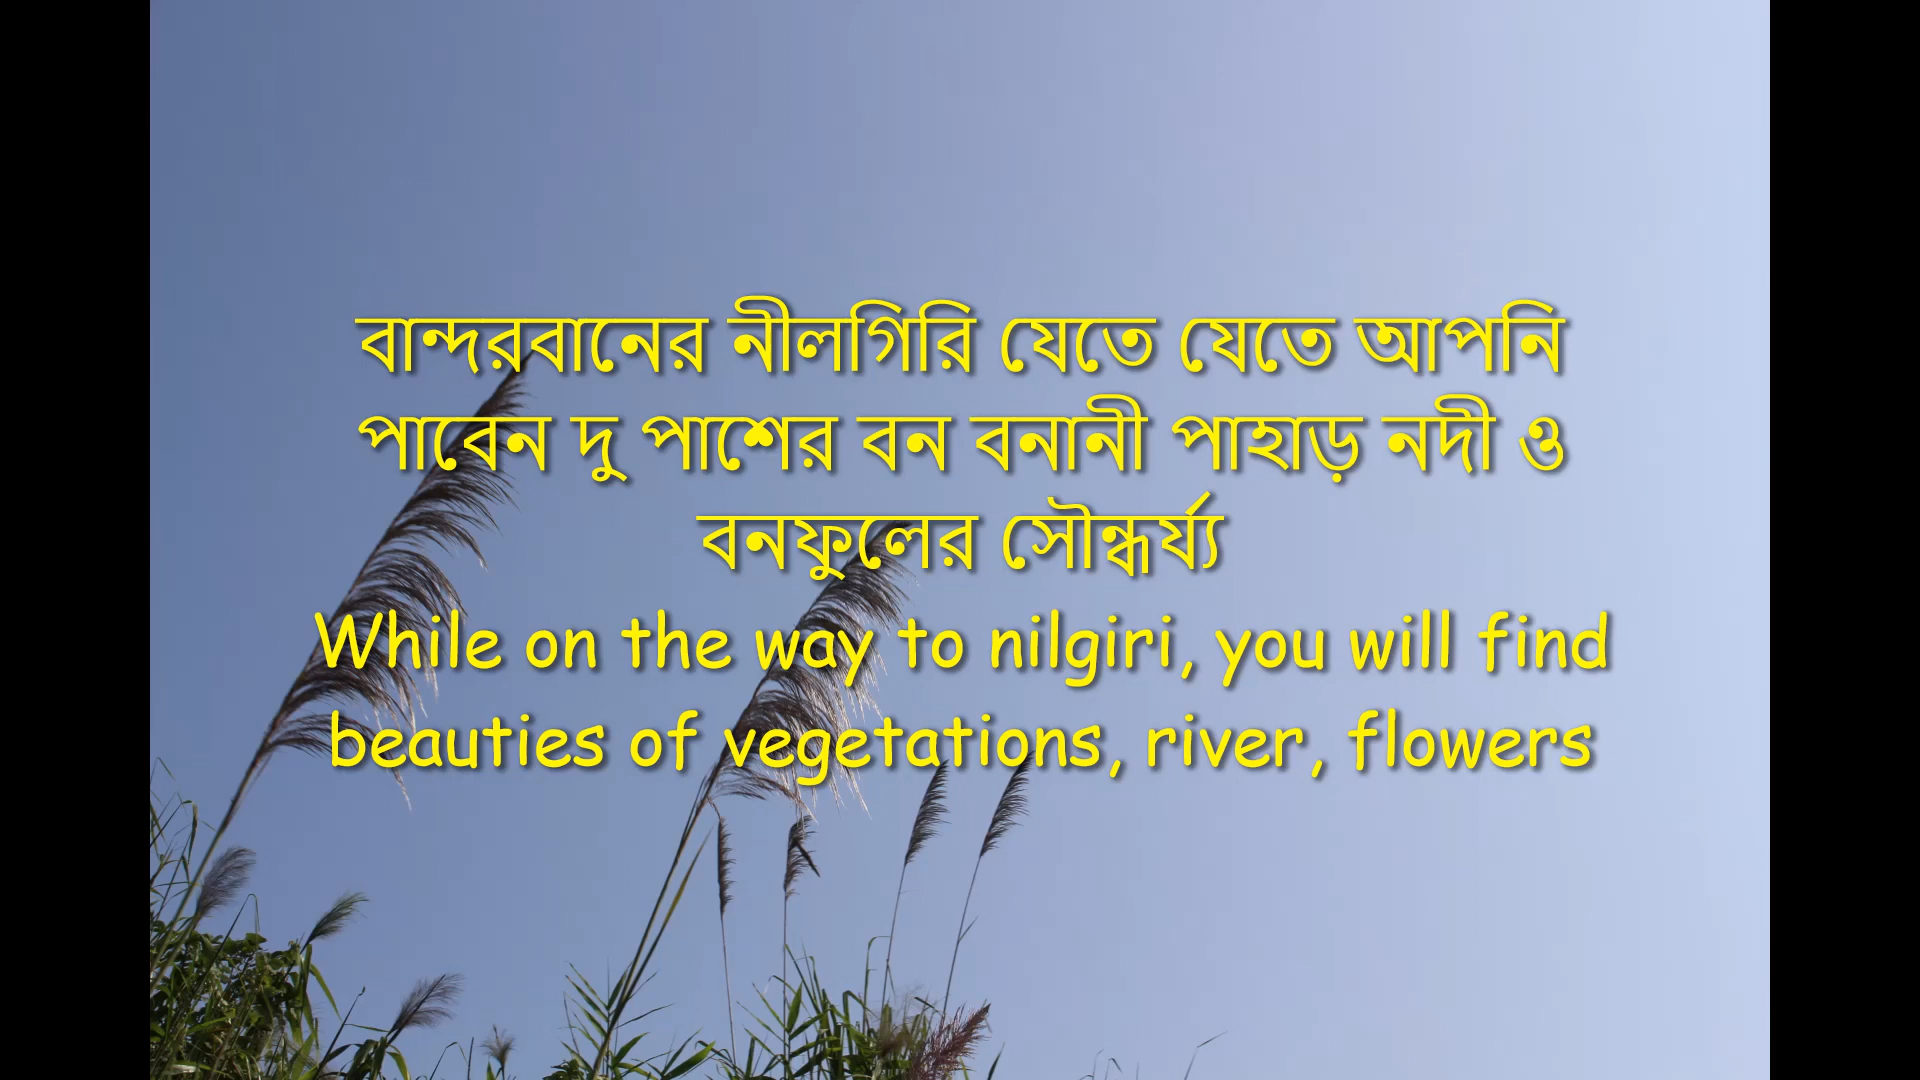 বান্দরবানের নীলগিরি যেতে যেতে আপনি
পাবেন দু পাশের বন বনানী পাহাড় নদী ও
বনফুলের সৌন্ধর্য্য
While on the way to nilgiri, you will find
beauties of vegetations, river, flowers